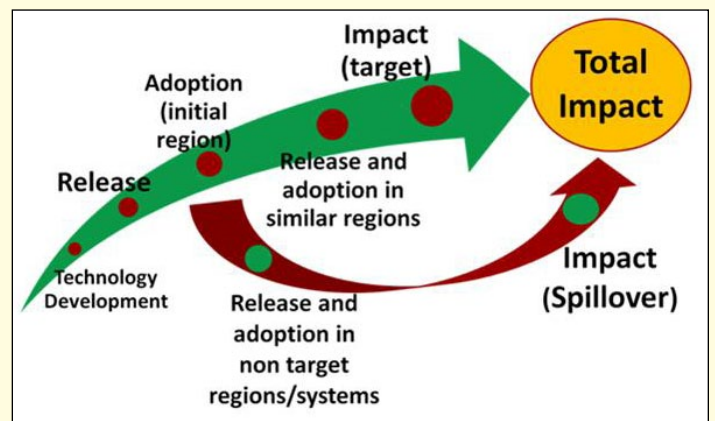 Technology
Development
Release
Adoption
(initial
region)
Release and
adoption in
similar regions
Impact
(target)
Release and
adoption in
non target
regions/systems
Impact
(Spillover)
Total
Impact